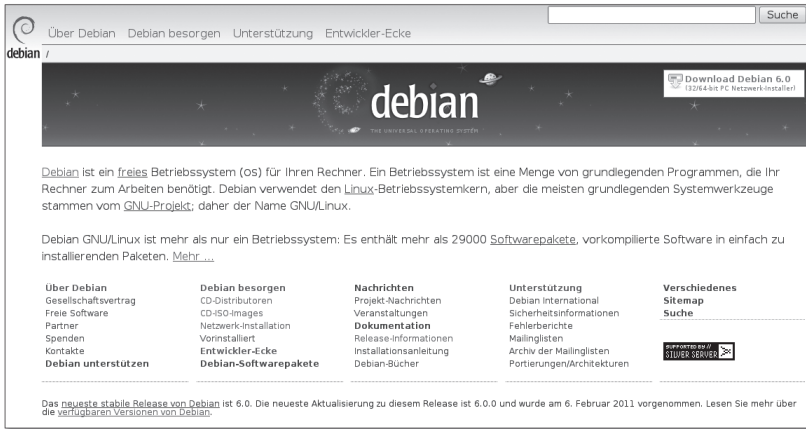 Suche
Über Debian Debian besorgen Unterstützung Entwickler-Ecke
debian /
debian
THE UNIVERSAL OPERATING SYSTEM
Download Debian 6.0
(32/64-bit PC Netzwerk-Installer)
Debian ist ein freies Betriebssystem (OS) für Ihren Rechner. Ein Betriebssystem ist eine Menge von grundlegenden Programmen, die Ihr
Rechner zum Arbeiten benötigt. Debian verwendet den Linux-Betriebssystemkern, aber die meisten grundlegenden Systemwerkzeuge
stammen vom GNU-Projekt; daher der Name GNU/Linux.
Debian GNU/Linux ist mehr als nur ein Betriebssystem: Es enthält mehr als 29000 Softwarepakete, vorkompilierte Software in einfach zu
installierenden Paketen. Mehr ...
Über Debian
Gesellschaftsvertrag
Freie Software
Partner
Spenden
Kontakte
Debian unterstützen
Debian besorgen
CD-Distributoren
CD-ISO-Images
Netzwerk-Installation
Vorinstalliert
Entwickler-Ecke
Debian-Softwarepakete
Nachrichten
Projekt-Nachrichten
Veranstaltungen
Dokumentation
Release-Informationen
Installationsanleitung
Debian-Bücher
Unterstützung
Debian International
Sicherheitsinformationen
Fehlerberichte
Mailinglisten
Archiv der Mailinglisten
Portierungen/Architekturen
Verschiedenes
Sitemap
Suche
SUPPORTED BY //
SILVER SERVER
Das neueste stabile Release von Debian ist 6.0. Die neueste Aktualisierung zu diesem Release ist 6.0.0 und wurde am 6. Februar 2011 vorgenommen. Lesen Sie mehr über
die verfügbaren Versionen von Debian.